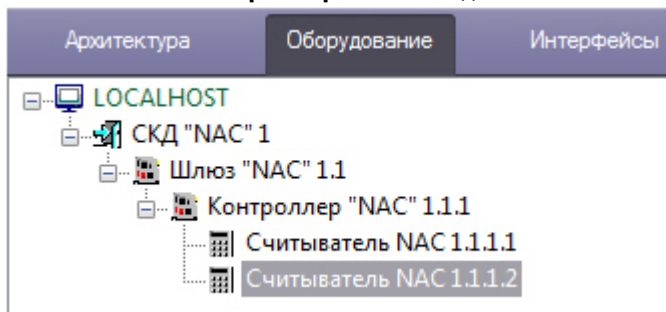 Архитектура Оборудование Интерфейсы
LOCALHOST
СКД "NAC" 1
Шлюз "NAC" 1.1
Контроллер "NAC" 1.1.1
Считыватель NAC 1.1.1.1
Считыватель NAC 1.1.1.2